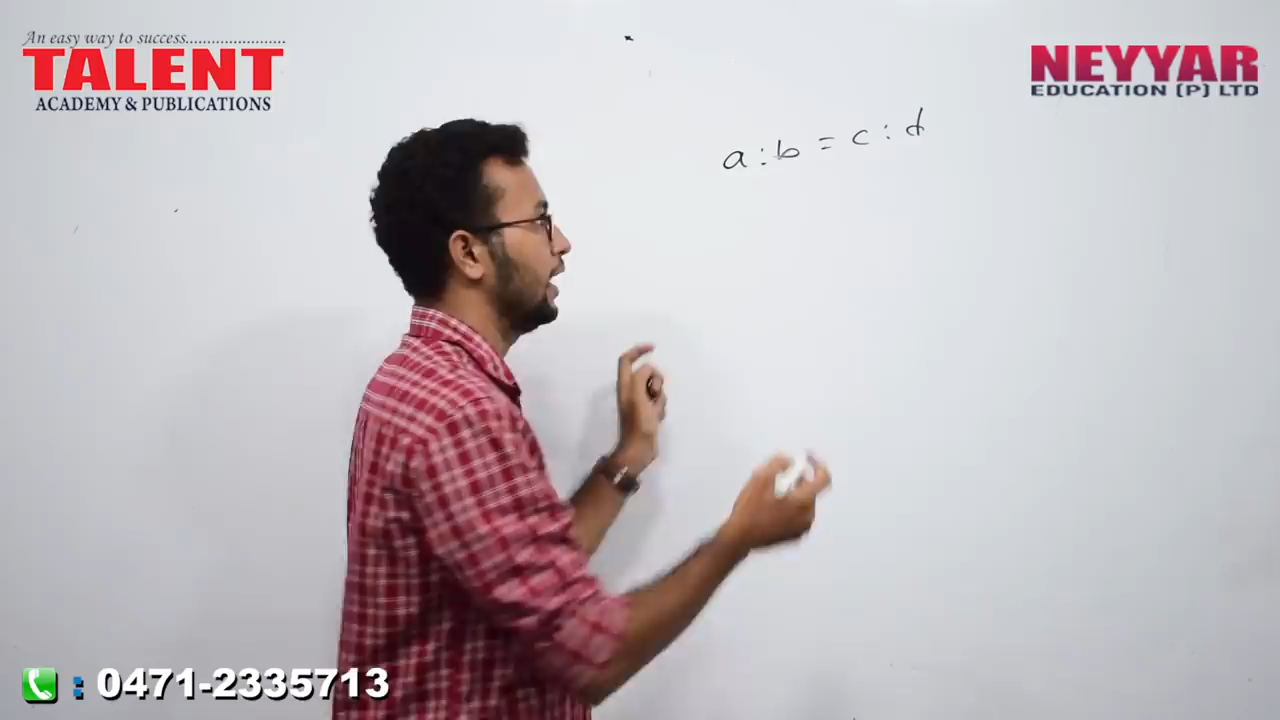 An easy way to success........................
TALENT
ACADEMY & PUBLICATIONS
NEYYAR
EDUCATION (P) LTD
a : b = c : d
: 0471-2335713